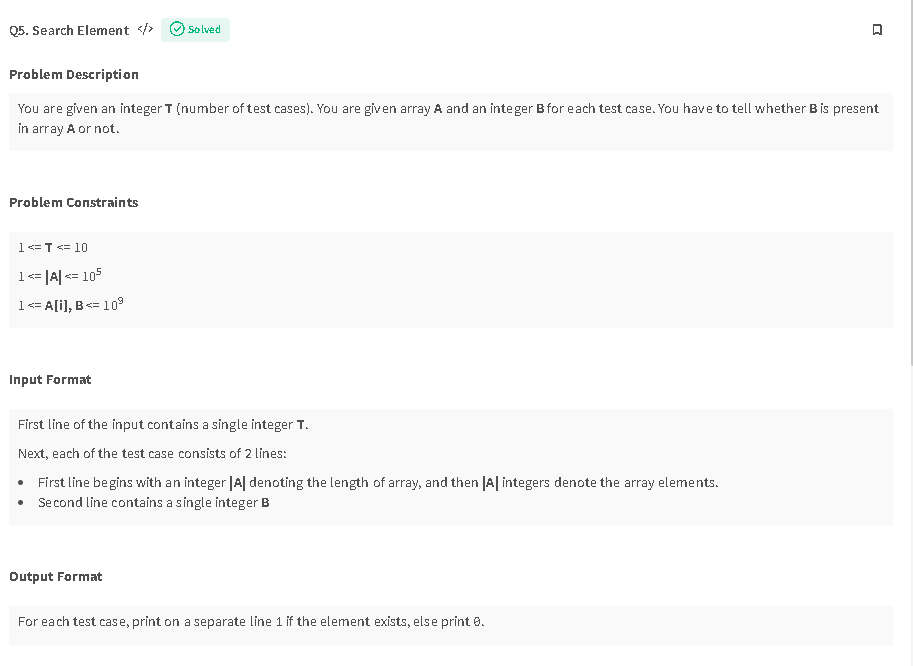 Q5. Search Element </> Solved
Problem Description
You are given an integer T (number of test cases). You are given array A and an integer B for each test case. You have to tell whether B is present
in array A or not.
Problem Constraints
1 <= T <= 10
1 <= |A| <= 10^5
1 <= A[i], B <= 10^9
Input Format
First line of the input contains a single integer T.
Next, each of the test case consists of 2 lines:
• First line begins with an integer |A| denoting the length of array, and then |A| integers denote the array elements.
• Second line contains a single integer B
Output Format
For each test case, print on a separate line 1 if the element exists, else print 0.